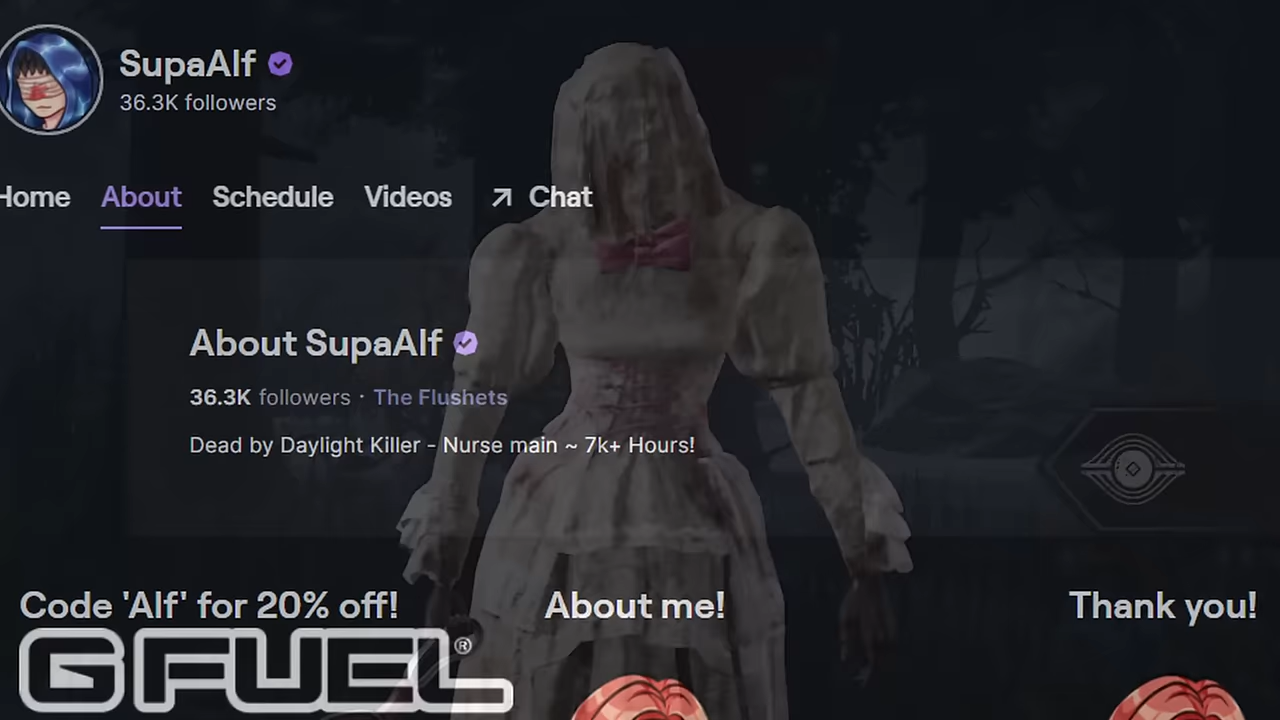 SupaAlf
36.3K followers
Home About Schedule Videos Chat
About SupaAlf
36.3K followers · The Flushets
Dead by Daylight Killer - Nurse main ~ 7k+ Hours!
Code 'Alf' for 20% off! About me! Thank you!
G FUEL®